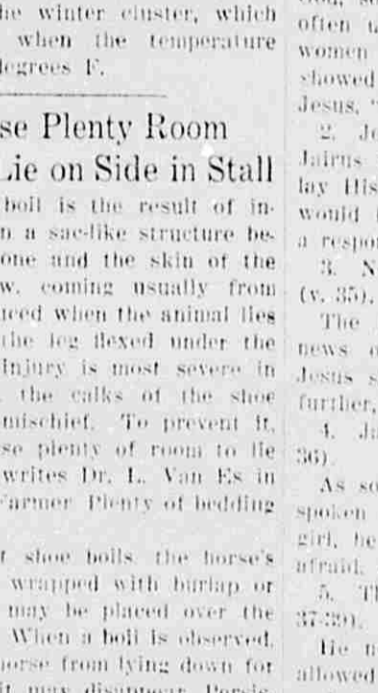 he winter cluster, which
when the temperature
degrees F.
se Plenty Room
Lie on Side in Stall
boil is the result of in-
n a sac-like structure be-
one and the skin of the
w, coming usually from
uced when the animal lies
the leg flexed under the
Injury is most severe in
the calks of the shoe
mischief. To prevent it,
se plenty of room to lie
writes Dr. L. Van Es in
Farmer. Plenty of bedding
t shoe boils, the horse's
wrapped with burlap or
may be placed over the
When a boil is observed,
horse from lying down for
it may disappear. Persis-
often u
women
showed
Jesus, "
2. Je
Jairus
lay His
would l
a respon
3. N
(v. 35).
The
news o
Jesus s
further,
4. Ja
36).
As so
spoken
girl, he
afraid.
5. Th
37-39).
He n
allowed